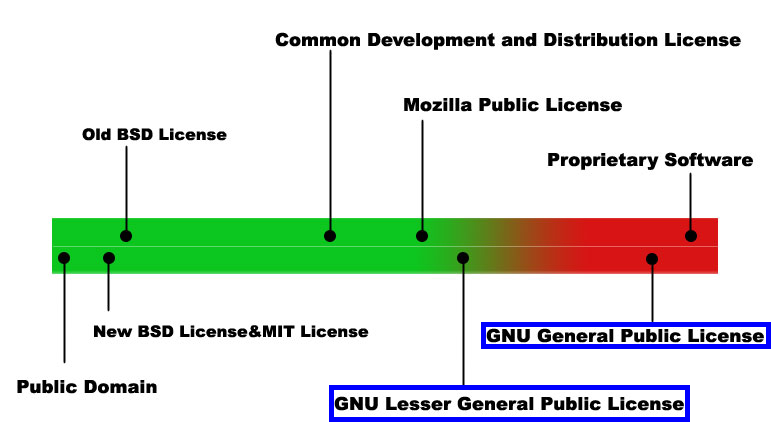 Common Development and Distribution License
Mozilla Public License
Old BSD License
Proprietary Software
New BSD License&MIT License
GNU General Public License
Public Domain
GNU Lesser General Public License